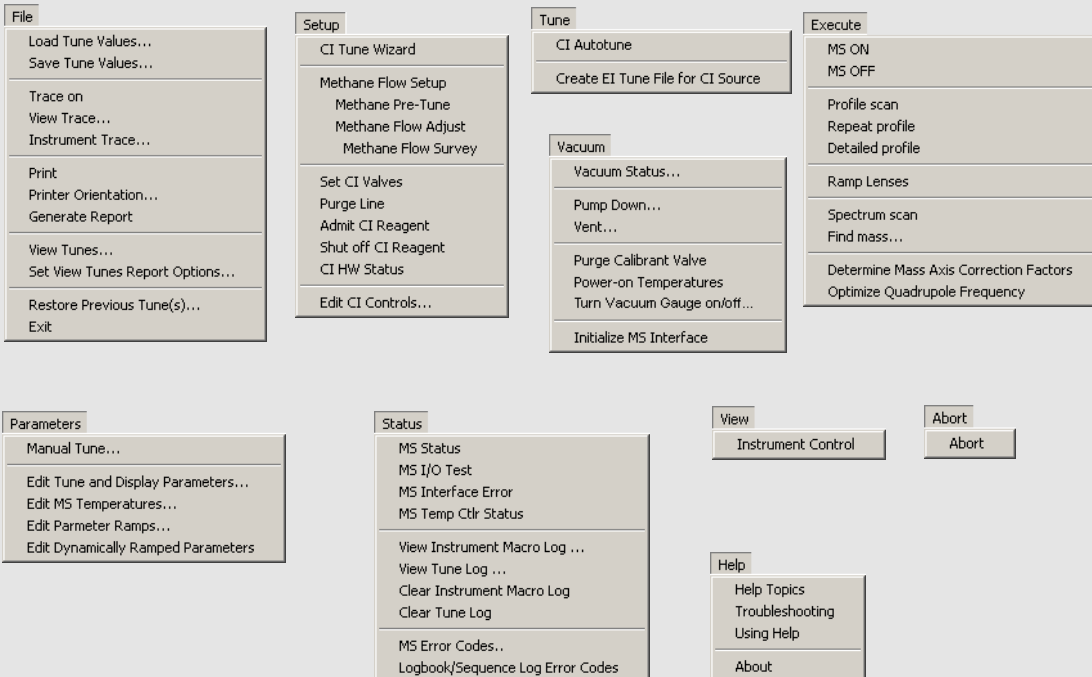 File
Load Tune Values...
Save Tune Values...
Trace on
View Trace...
Instrument Trace...
Print
Printer Orientation...
Generate Report
View Tunes...
Set View Tunes Report Options...
Restore Previous Tune(s)...
Exit
Setup
CI Tune Wizard
Methane Flow Setup
Methane Pre-Tune
Methane Flow Adjust
Methane Flow Survey
Set CI Valves
Purge Line
Admit CI Reagent
Shut off CI Reagent
CI HW Status
Edit CI Controls...
Tune
CI Autotune
Create EI Tune File for CI Source
Vacuum
Vacuum Status...
Pump Down...
Vent...
Purge Calibrant Valve
Power-on Temperatures
Turn Vacuum Gauge on/off...
Initialize MS Interface
Execute
MS ON
MS OFF
Profile scan
Repeat profile
Detailed profile
Ramp Lenses
Spectrum scan
Find mass...
Determine Mass Axis Correction Factors
Optimize Quadrupole Frequency
Parameters
Manual Tune...
Edit Tune and Display Parameters...
Edit MS Temperatures...
Edit Parmeter Ramps...
Edit Dynamically Ramped Parameters
Status
MS Status
MS I/O Test
MS Interface Error
MS Temp Ctlr Status
View Instrument Macro Log ...
View Tune Log ...
Clear Instrument Macro Log
Clear Tune Log
MS Error Codes..
Logbook/Sequence Log Error Codes
View
Instrument Control
Abort
Abort
Help
Help Topics
Troubleshooting
Using Help
About